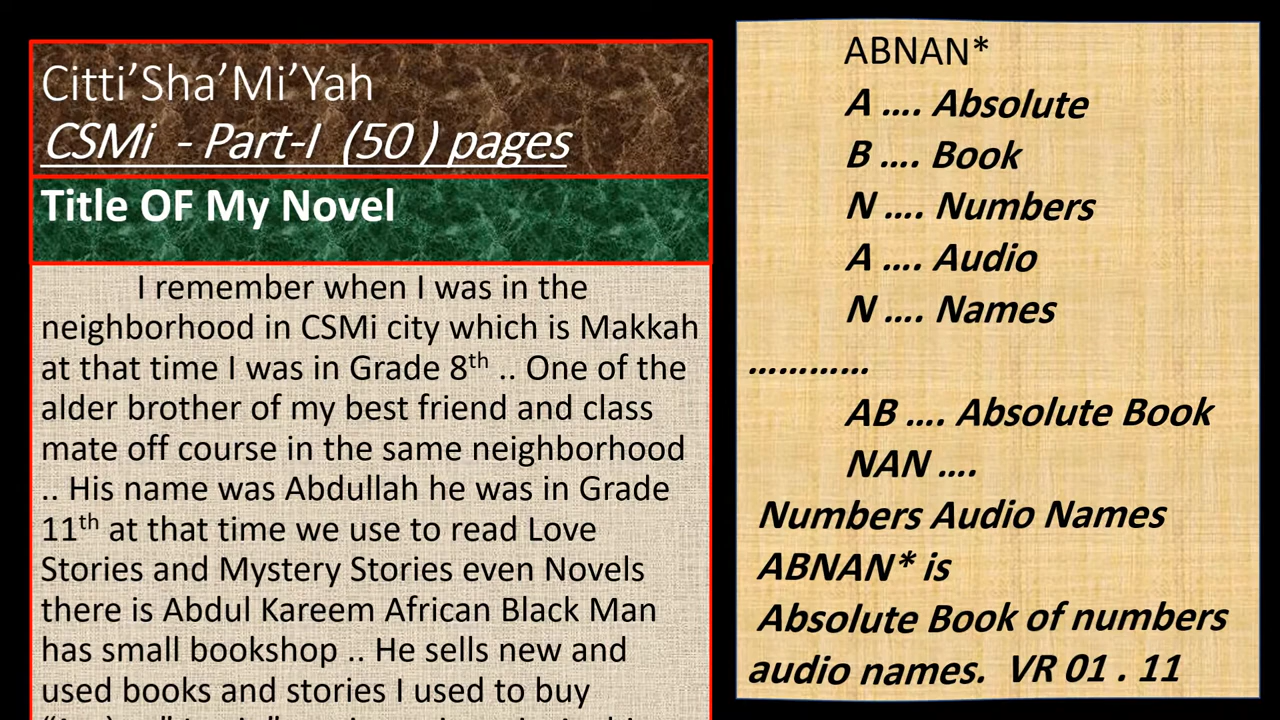 Citti’Sha’Mi’Yah
CSMi - Part-I (50 ) pages
Title OF My Novel
I remember when I was in the
neighborhood in CSMi city which is Makkah
at that time I was in Grade 8th .. One of the
alder brother of my best friend and class
mate off course in the same neighborhood
.. His name was Abdullah he was in Grade
11th at that time we use to read Love
Stories and Mystery Stories even Novels
there is Abdul Kareem African Black Man
has small bookshop .. He sells new and
used books and stories I used to buy
ABNAN*
A .... Absolute
B .... Book
N .... Numbers
A .... Audio
N .... Names
............
AB .... Absolute Book
NAN ....
Numbers Audio Names
ABNAN* is
Absolute Book of numbers
audio names. VR 01 . 11